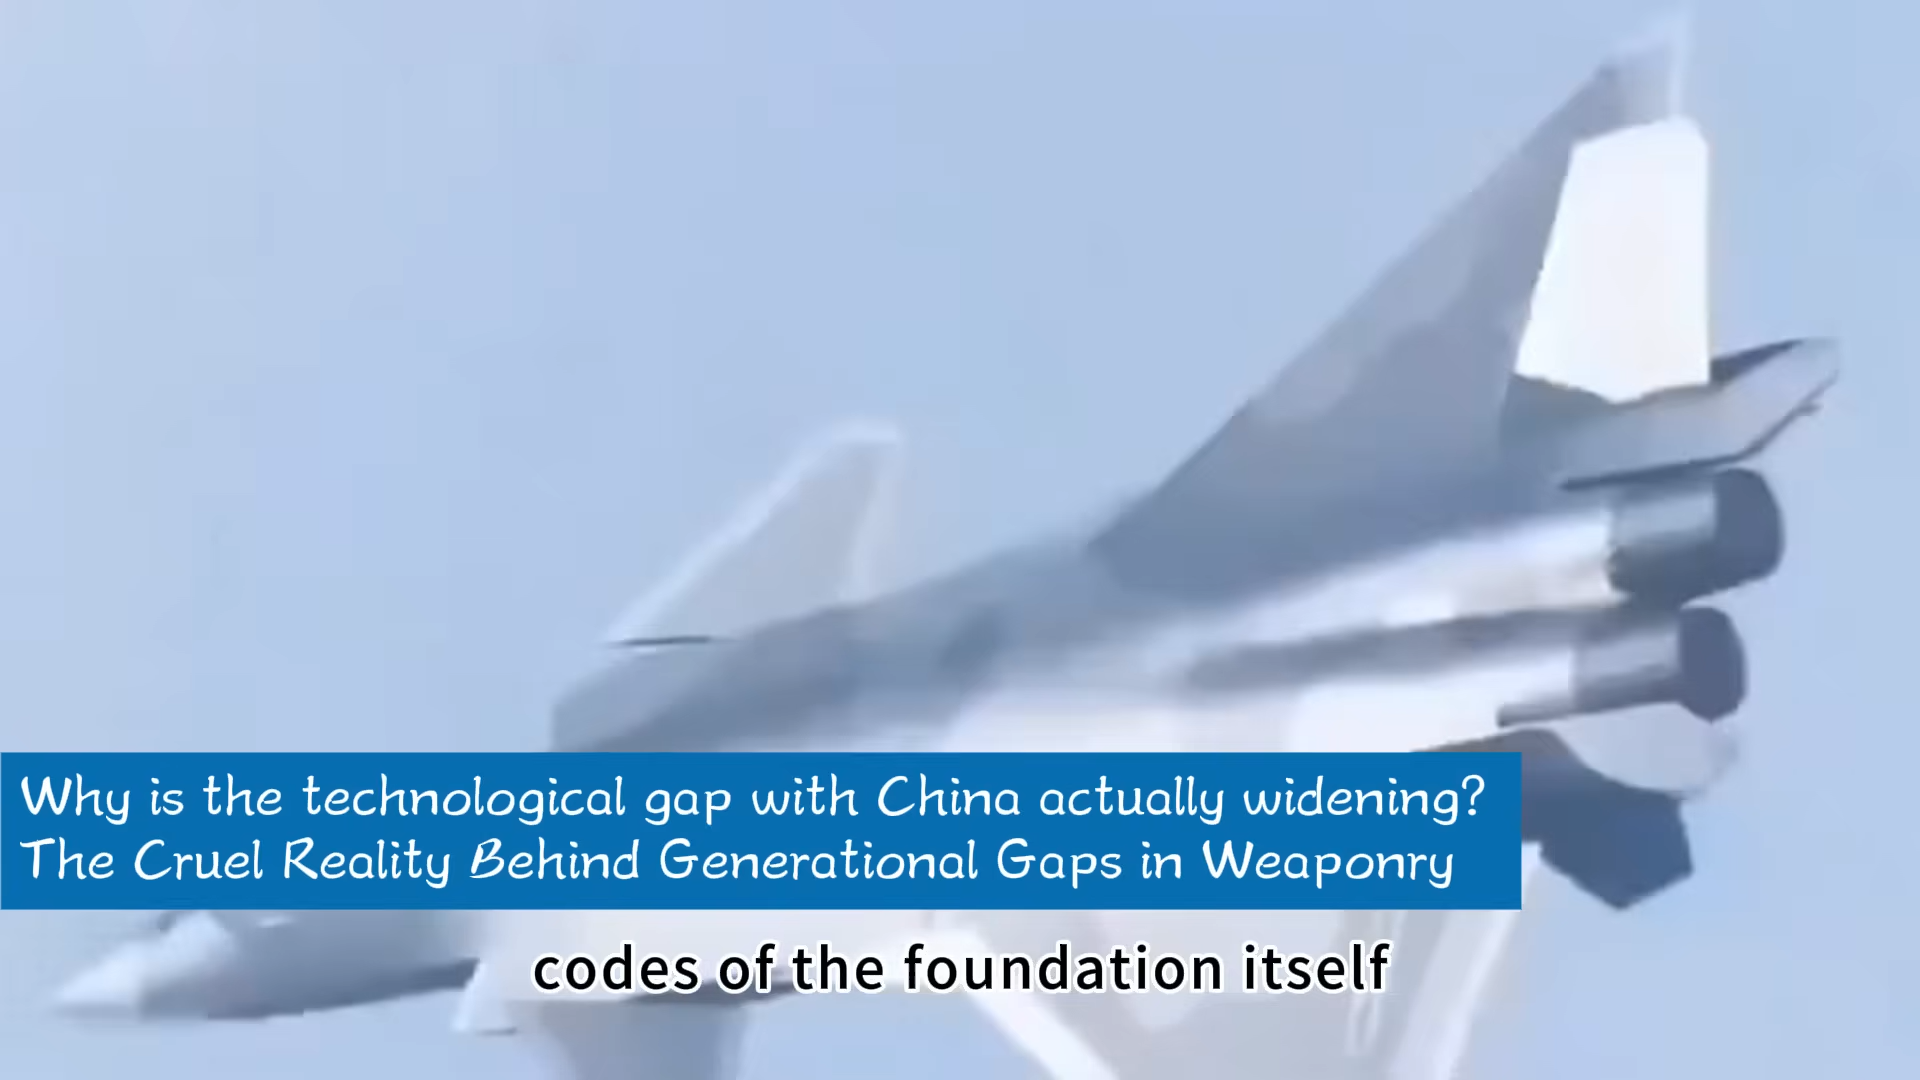 Why is the technological gap with China actually widening?
The Cruel Reality Behind Generational Gaps in Weaponry
codes of the foundation itself